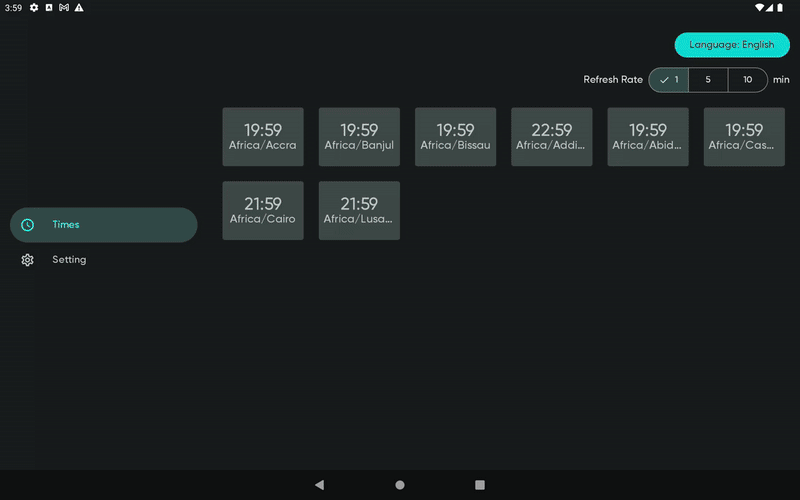 3:59
Language: English
Refresh Rate 1 5 10 min
19:59 19:59 19:59 22:59 19:59 19:59
Africa/Accra Africa/Banjul Africa/Bissau Africa/Addi... Africa/Abid... Africa/Cas...
21:59 21:59
Africa/Cairo Africa/Lusa...
Times
Setting